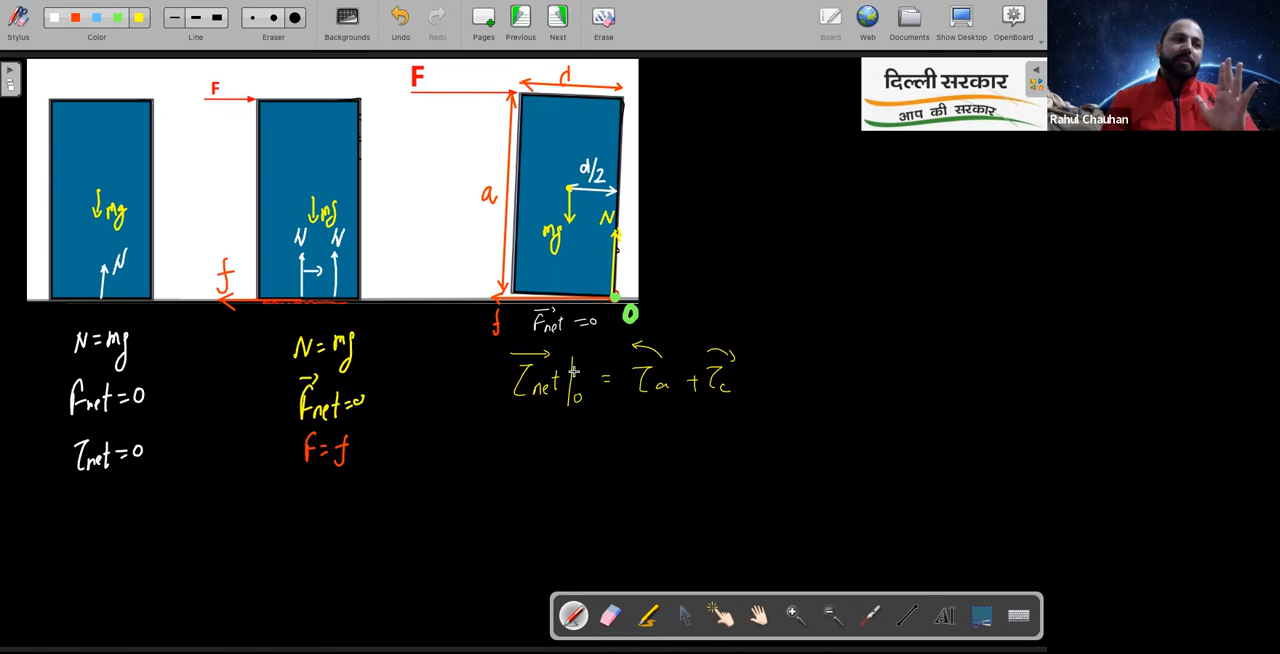 Stylus
Color
Line
Eraser
Backgrounds
Undo
Redo
Pages
Previous
Next
Erase
Board
Web
Documents
Show Desktop
OpenBoard
दिल्ली सरकार
आप की सरकार
Rahul Chauhan
F
F
d
mg
N
mg
N
N
f
a
d/2
mg
N
f
O
N = mg
Fnet = 0
τnet = 0
N = mg
F⃗net = 0
F = f
F⃗net = 0
τ⃗net|₀ = τa + τc
AI